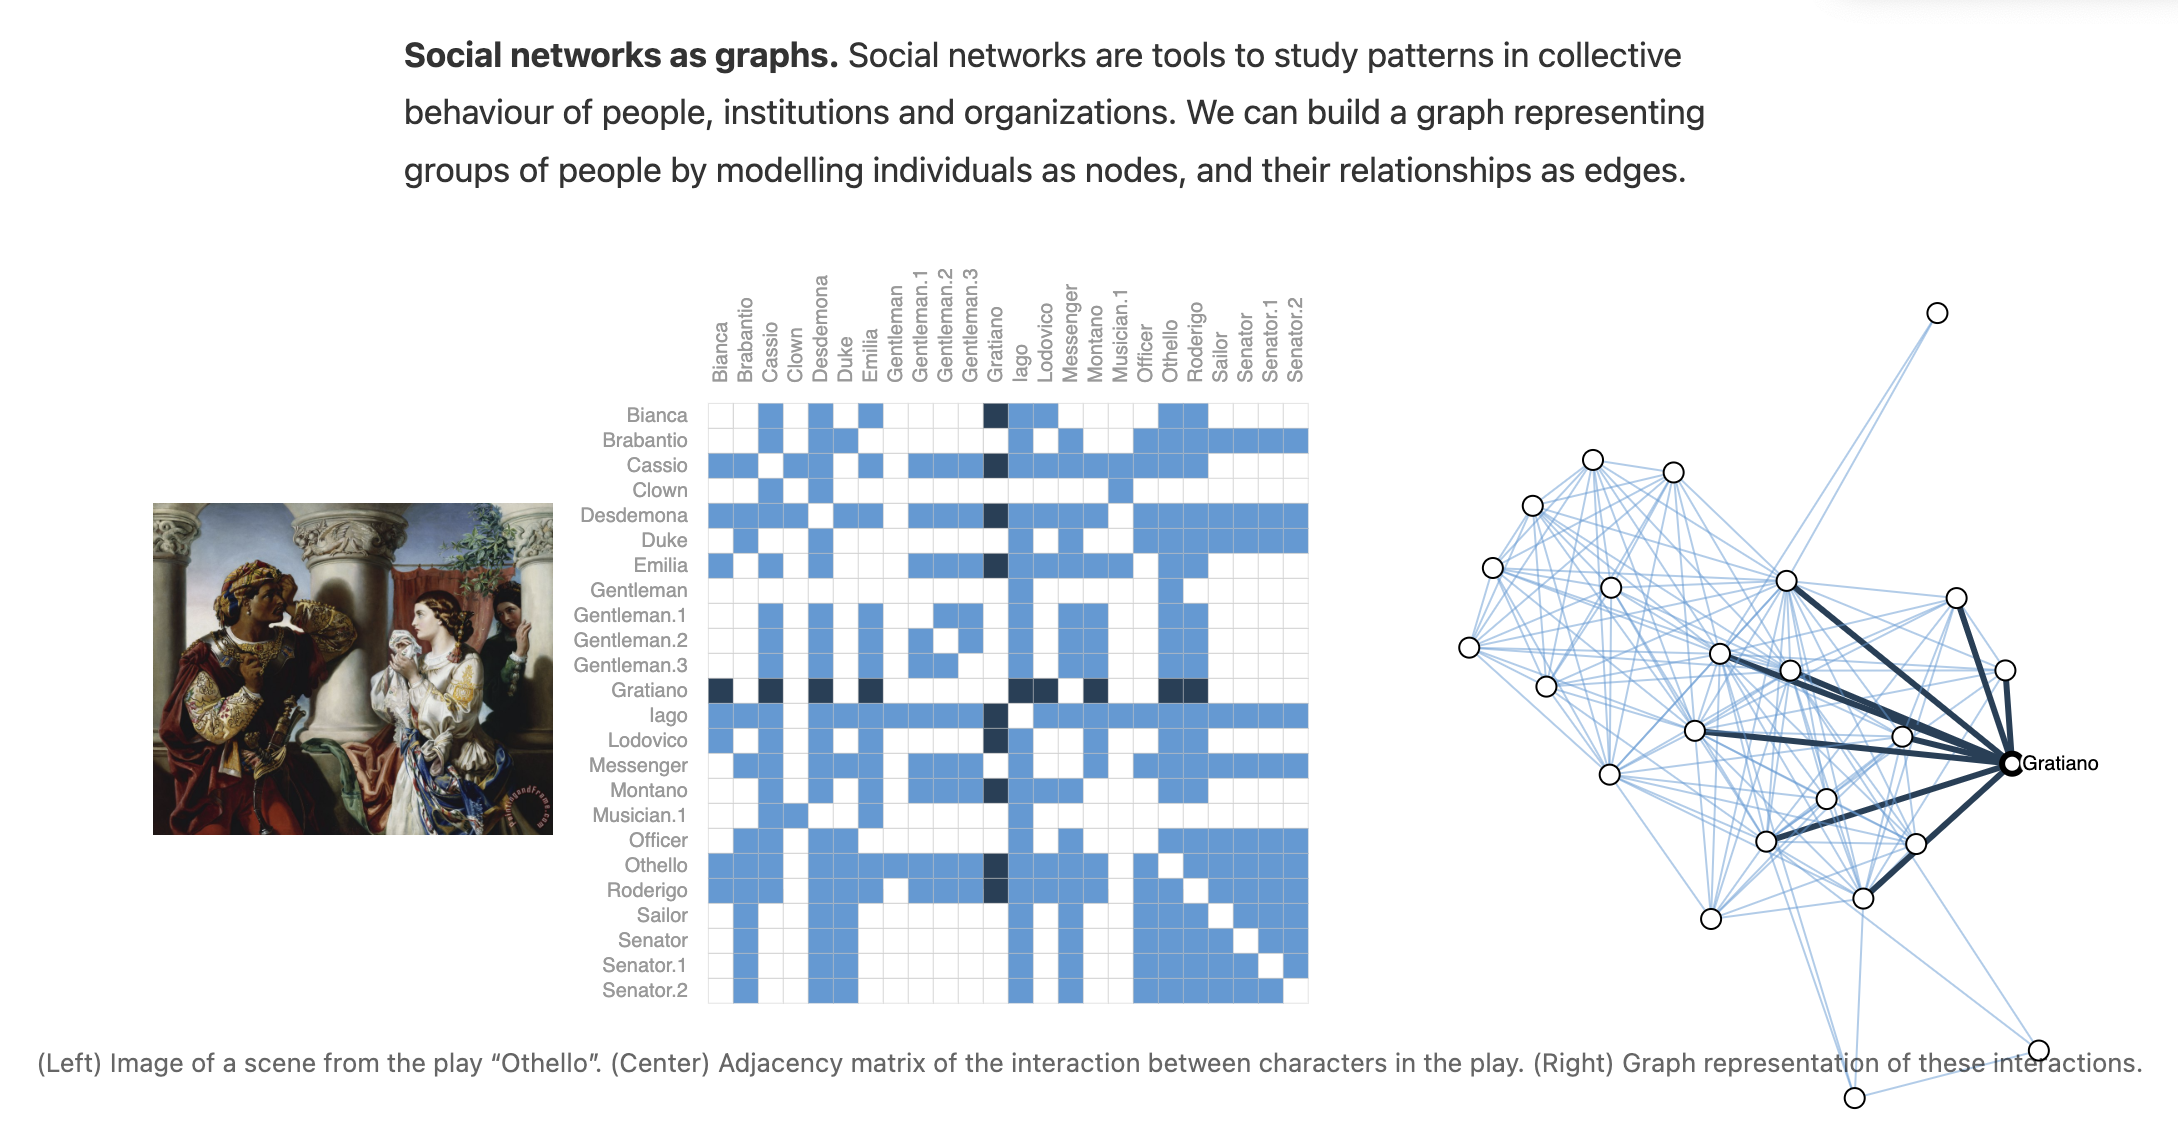 Social networks as graphs. Social networks are tools to study patterns in collective
behaviour of people, institutions and organizations. We can build a graph representing
groups of people by modelling individuals as nodes, and their relationships as edges.
Bianca
Brabantio
Cassio
Clown
Desdemona
Duke
Emilia
Gentleman
Gentleman.1
Gentleman.2
Gentleman.3
Gratiano
Iago
Lodovico
Messenger
Montano
Musician.1
Officer
Othello
Roderigo
Sailor
Senator
Senator.1
Senator.2
Bianca
Brabantio
Cassio
Clown
Desdemona
Duke
Emilia
Gentleman
Gentleman.1
Gentleman.2
Gentleman.3
Gratiano
Iago
Lodovico
Messenger
Montano
Musician.1
Officer
Othello
Roderigo
Sailor
Senator
Senator.1
Senator.2
Gratiano
(Left) Image of a scene from the play “Othello”. (Center) Adjacency matrix of the interaction between characters in the play. (Right) Graph representation of these interactions.